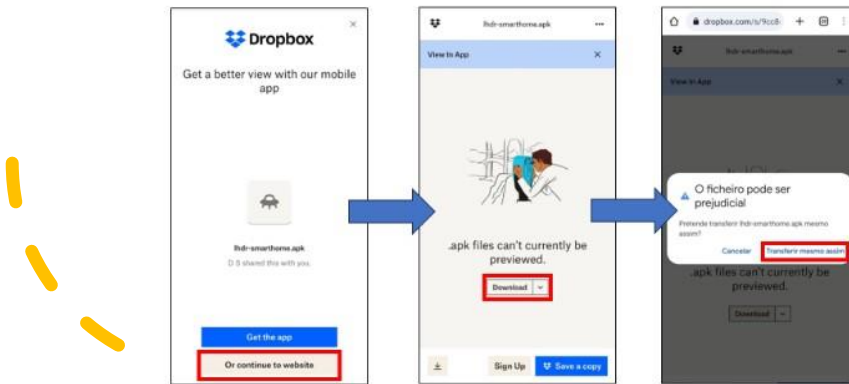 Dropbox
Get a better view with our mobile
app
lhdr-smarthome.apk
D S shared this with you.
Get the app
Or continue to website
lhdr-smarthome.apk
View In App
.apk files can't currently be
previewed.
Download
Sign Up
Save a copy
dropbox.com/s/9cc8
lhdr-smarthome.apk
View In App
O ficheiro pode ser
prejudicial
Pretende transferir lhdr-smarthome.apk mesmo
assim?
Cancelar
Transferir mesmo assim
.apk files can't currently be
previewed.
Download